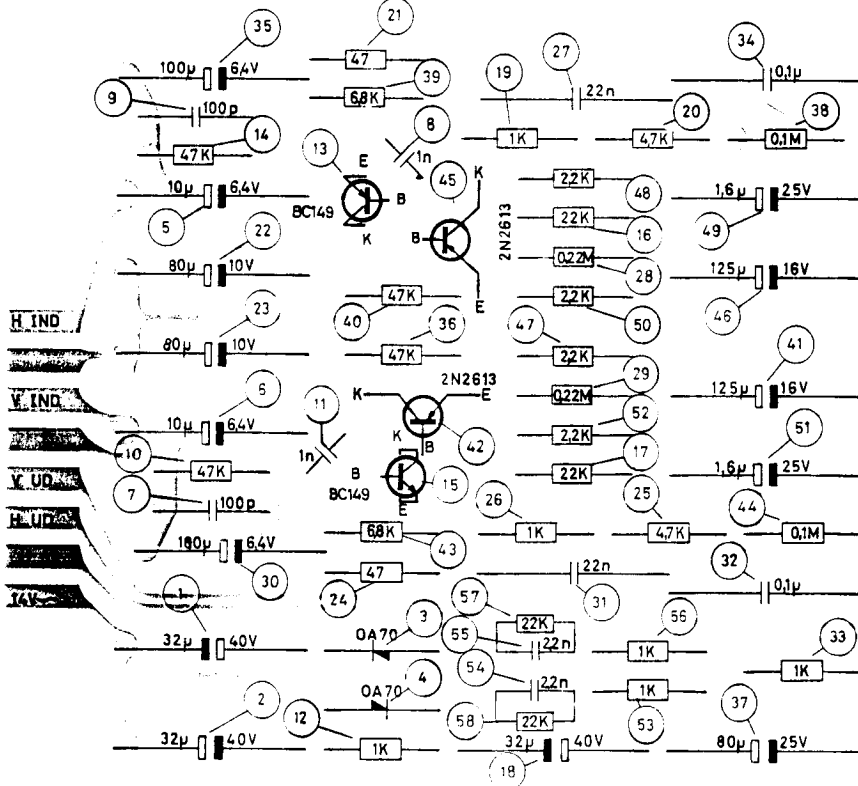 35 21 27 34
100µ 6,4V 47 0,1µ
9 39 19 22n
100p 6,8K 20 38
14 8 1K 4,7K 0,1M
47K 13 1n
E 45 K
10µ 6,4V 2,2K 48 1,6µ 25V
BC149 B
5 K 22K 16 49
22 B 2N2613
80µ 10V 0,22M 28 125µ 16V
E
47K 2,2K 50 46
H IND 23 40 36 47 41
80µ 10V 47K 2,2K
29
V IND 6 11 2N2613 0,22M 125µ 16V
K E
10µ 6,4V 52 51
10 1n K B 42 2,2K
47K B 17 1,6µ 25V
V UD 7 BC149 15 22K
E 26 25 44
H UD 100p
6,8K 1K 4,7K 0,1M
100µ 6,4V 43
30 47 22n 32
14V 1 24 31 0,1µ
57 56
OA70 3 22K 33
32µ 40V 55 2,2n 1K
54 1K
OA70 4 2,2n 1K
2 12 58 22K 53 37
32µ 40V 1K 32µ 40V 80µ 25V
18